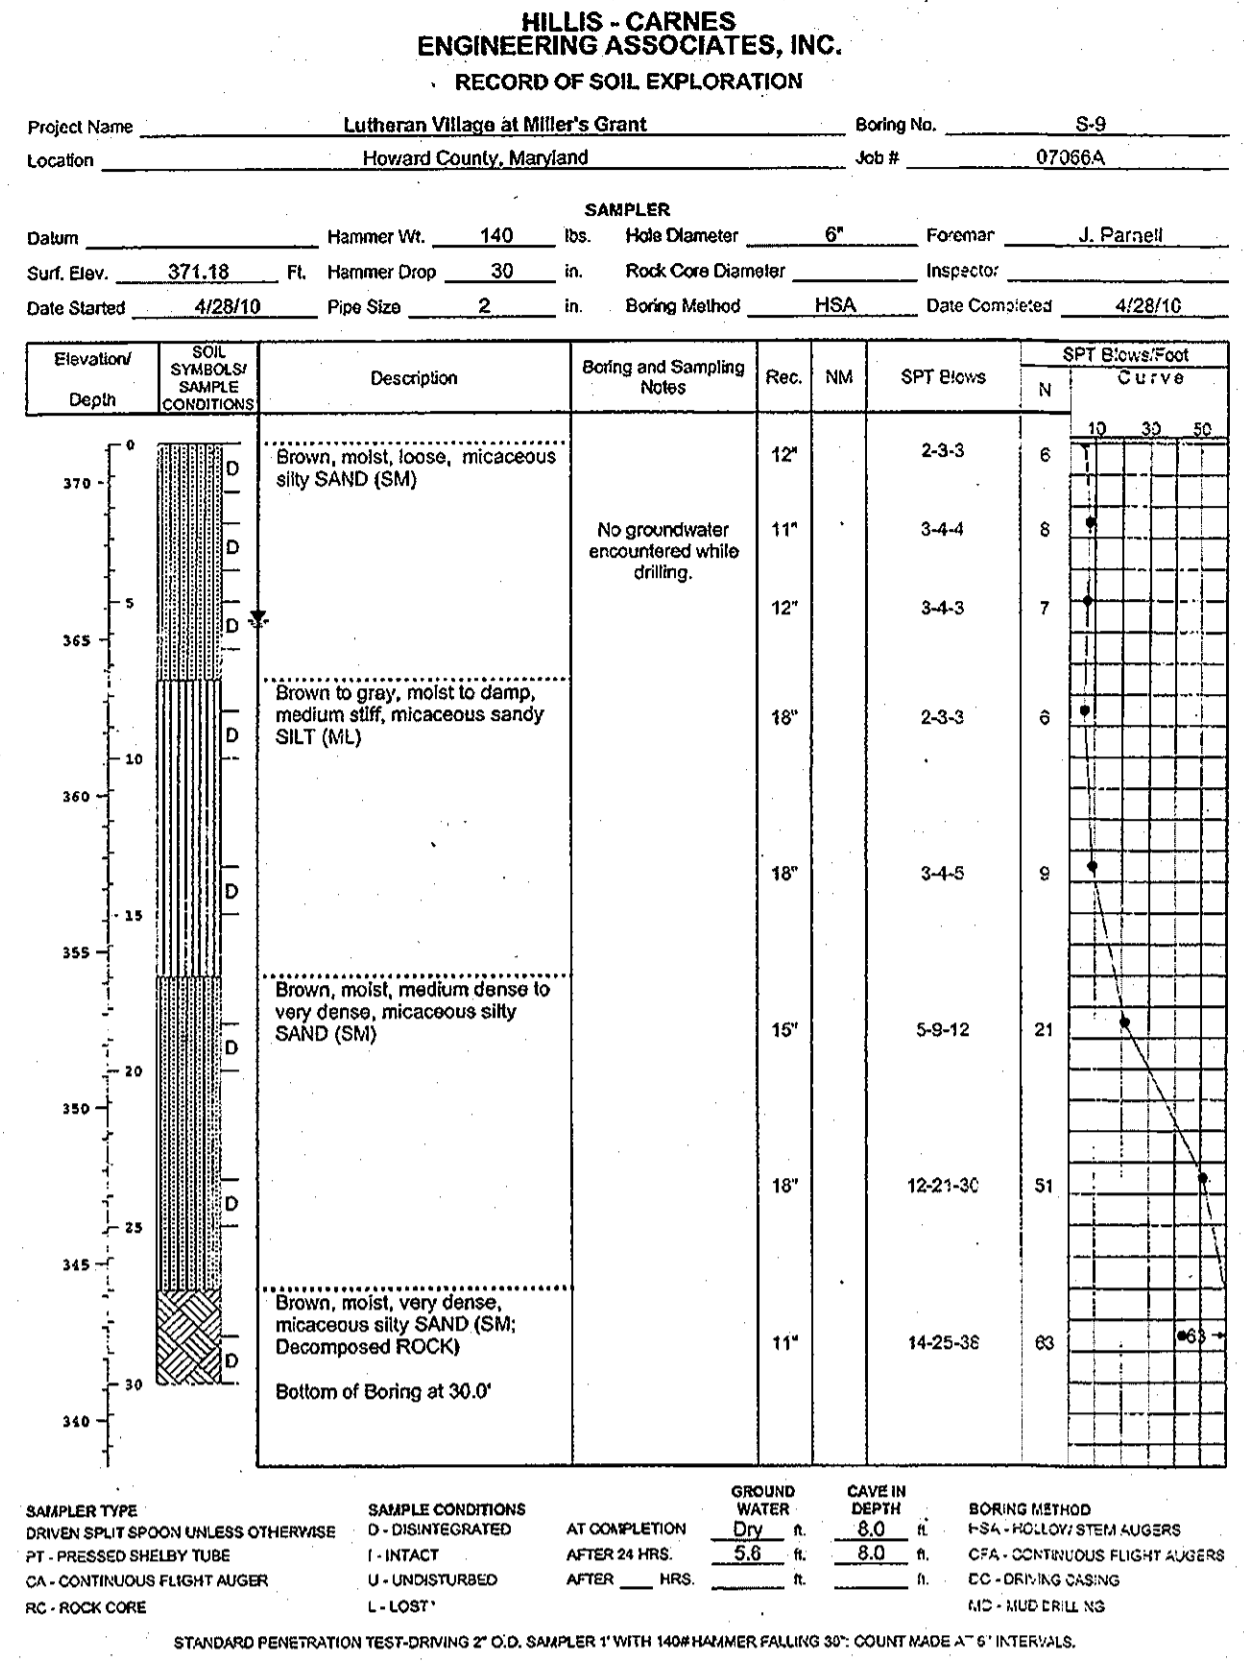 HILLIS - CARNES
ENGINEERING ASSOCIATES, INC.
RECORD OF SOIL EXPLORATION
Project Name Lutheran Village at Miller's Grant Boring No. S-9
Location Howard County, Maryland Job # 07066A
SAMPLER
Datum Hammer Wt. 140 lbs. Hole Diameter 6" Foreman J. Parnell
Surf. Elev. 371.18 Ft. Hammer Drop 30 in. Rock Core Diameter Inspector
Date Started 4/28/10 Pipe Size 2 in. Boring Method HSA Date Completed 4/28/10
Elevation/ Depth
SOIL SYMBOLS/ SAMPLE CONDITIONS
Description
Boring and Sampling Notes
Rec. NM SPT Blows N
SPT Blows/Foot
Curve
10 30 50
0
Brown, moist, loose, micaceous
silty SAND (SM)
D 12" 2-3-3 6
370
No groundwater
encountered while
drilling.
D 11" 3-4-4 8
5
D 12" 3-4-3 7
365
Brown to gray, moist to damp,
medium stiff, micaceous sandy
SILT (ML)
D 18" 2-3-3 6
10
360
D 18" 3-4-5 9
15
355
Brown, moist, medium dense to
very dense, micaceous silty
SAND (SM)
D 15" 5-9-12 21
20
350
D 18" 12-21-30 51
25
345
Brown, moist, very dense,
micaceous silty SAND (SM;
Decomposed ROCK)
D 11" 14-25-38 63 63
30
Bottom of Boring at 30.0'
340
SAMPLER TYPE
DRIVEN SPLIT SPOON UNLESS OTHERWISE
PT - PRESSED SHELBY TUBE
CA - CONTINUOUS FLIGHT AUGER
RC - ROCK CORE
SAMPLE CONDITIONS
D - DISINTEGRATED
I - INTACT
U - UNDISTURBED
L - LOST
GROUND WATER CAVE IN DEPTH
AT COMPLETION Dry ft. 8.0 ft.
AFTER 24 HRS. 5.6 ft. 8.0 ft.
AFTER HRS. ft. ft.
BORING METHOD
HSA - HOLLOW STEM AUGERS
CFA - CONTINUOUS FLIGHT AUGERS
DC - DRIVING CASING
MD - MUD DRILLING
STANDARD PENETRATION TEST-DRIVING 2" O.D. SAMPLER 1' WITH 140# HAMMER FALLING 30": COUNT MADE AT 6" INTERVALS.